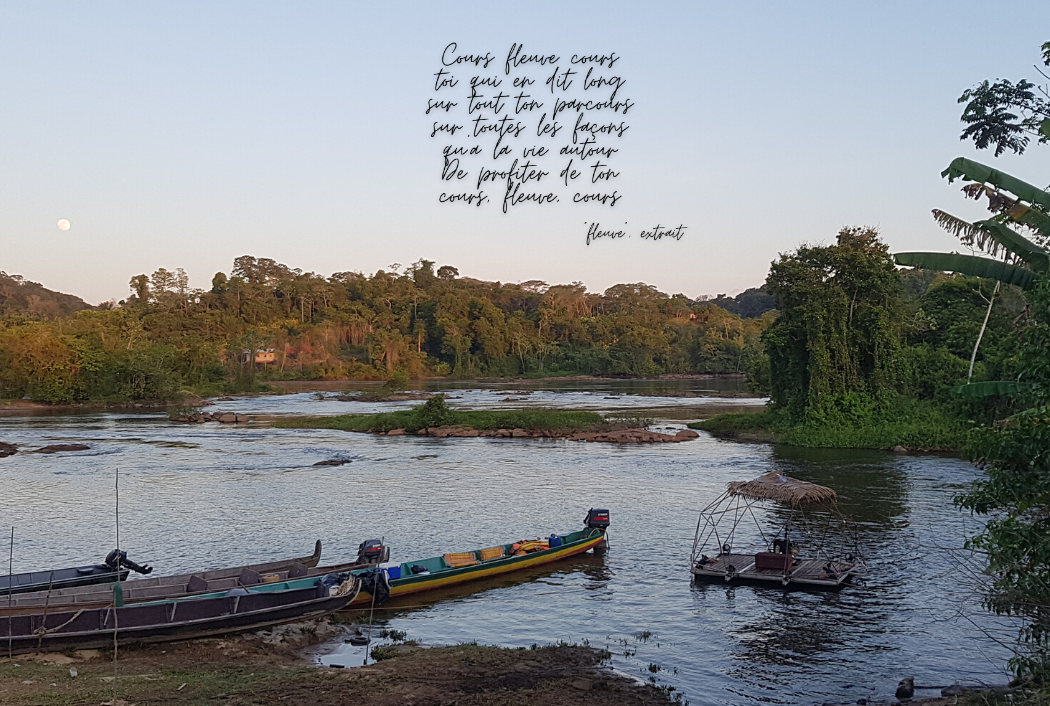 Cours fleuve cours
toi qui en dit long
sur tout ton parcours
sur toutes les façons
qu'a la vie autour
De profiter de ton
cours, fleuve, cours
"fleuve", extrait